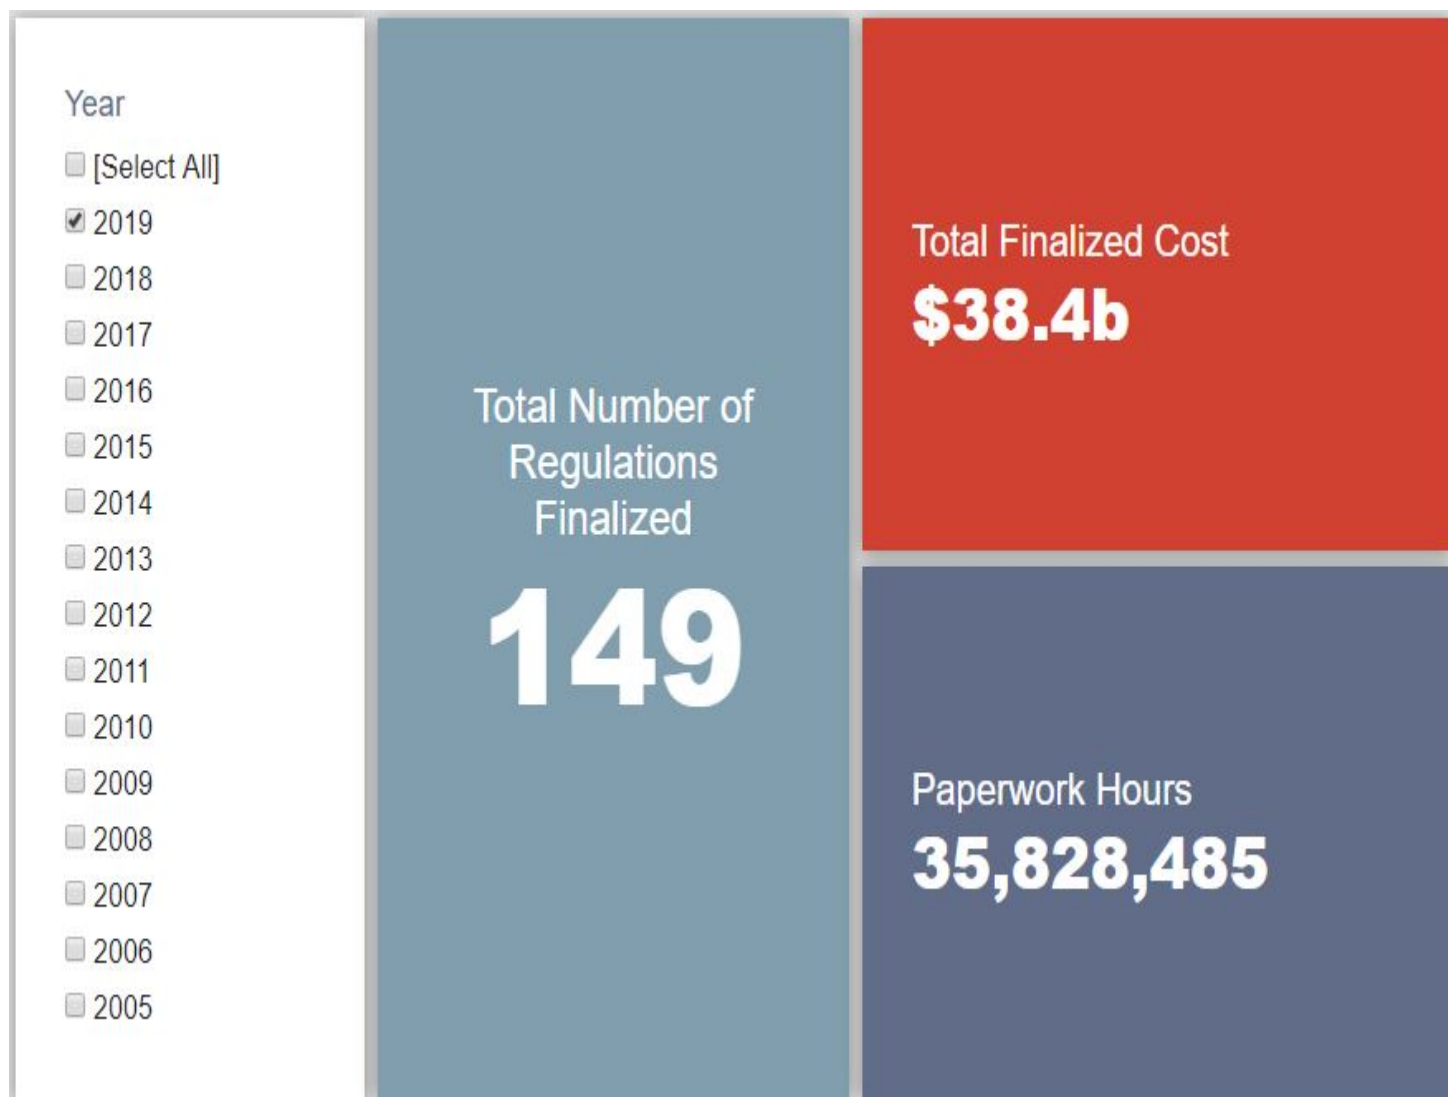 Year
[Select All]
2019
2018
2017
2016
2015
2014
2013
2012
2011
2010
2009
2008
2007
2006
2005
Total Number of
Regulations
Finalized
149
Total Finalized Cost
$38.4b
Paperwork Hours
35,828,485